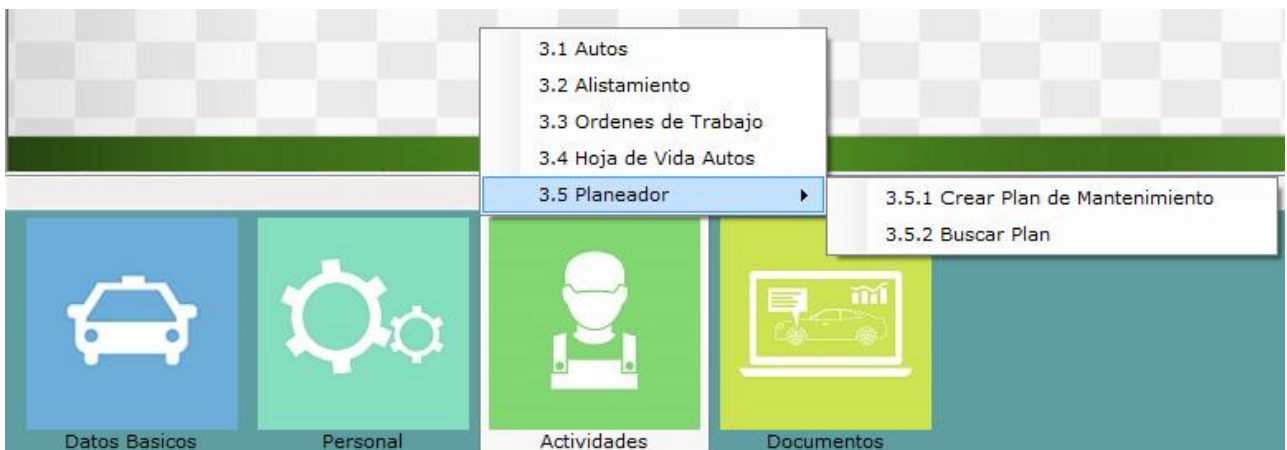 3.1 Autos
3.2 Alistamiento
3.3 Ordenes de Trabajo
3.4 Hoja de Vida Autos
3.5 Planeador
3.5.1 Crear Plan de Mantenimiento
3.5.2 Buscar Plan
Datos Basicos
Personal
Actividades
Documentos